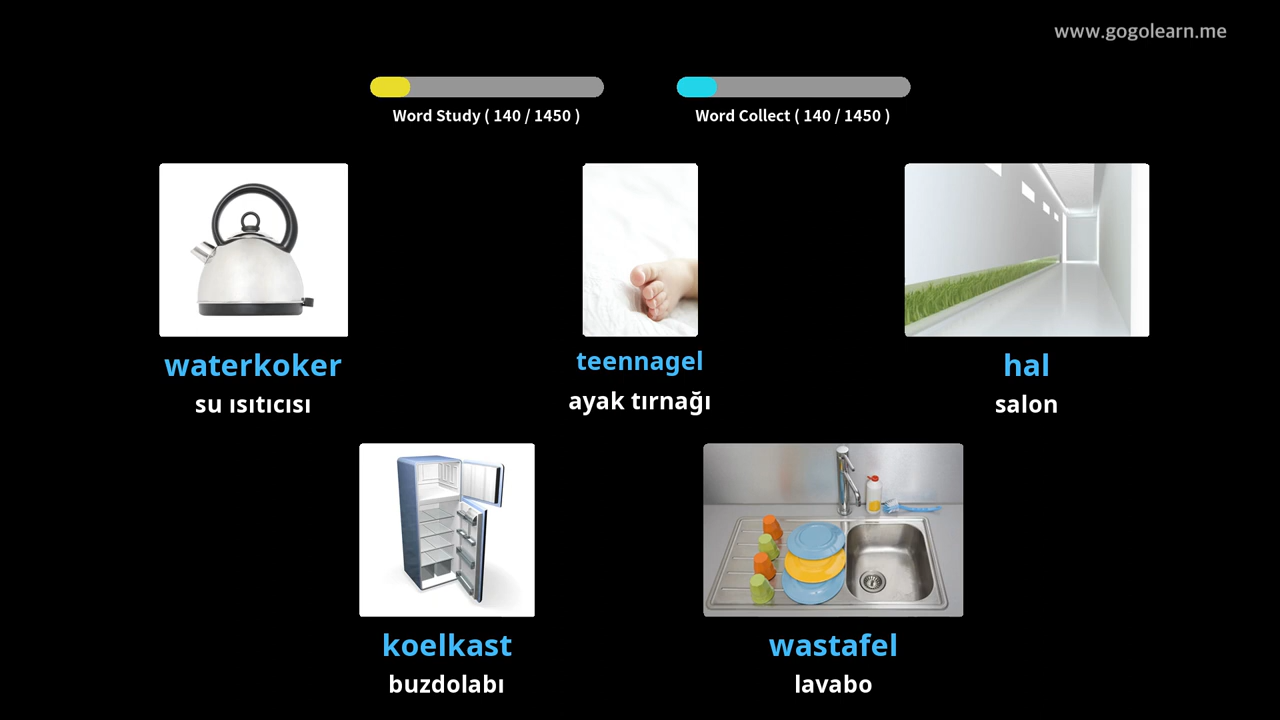 www.gogolearn.me
Word Study ( 140 / 1450 )
Word Collect ( 140 / 1450 )
waterkoker
su ısıtıcısı
teennagel
ayak tırnağı
hal
salon
koelkast
buzdolabı
wastafel
lavabo